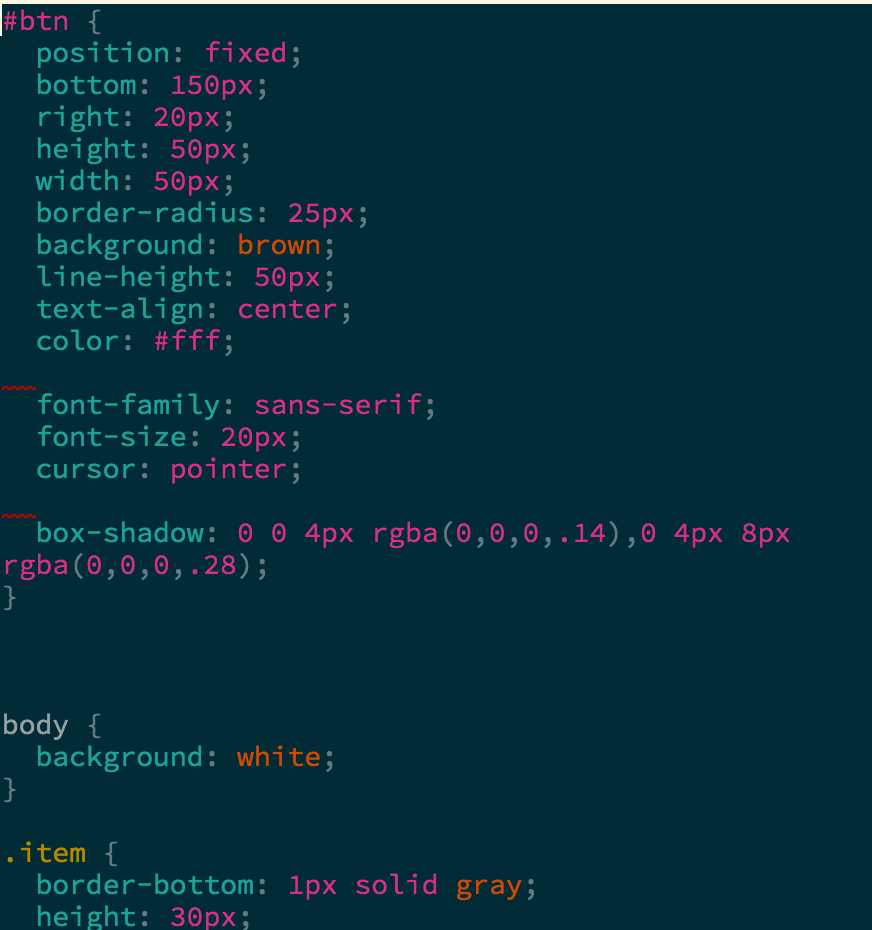 #btn {
  position: fixed;
  bottom: 150px;
  right: 20px;
  height: 50px;
  width: 50px;
  border-radius: 25px;
  background: brown;
  line-height: 50px;
  text-align: center;
  color: #fff;

  font-family: sans-serif;
  font-size: 20px;
  cursor: pointer;

  box-shadow: 0 0 4px rgba(0,0,0,.14),0 4px 8px
rgba(0,0,0,.28);
}

body {
  background: white;
}

.item {
  border-bottom: 1px solid gray;
  height: 30px;